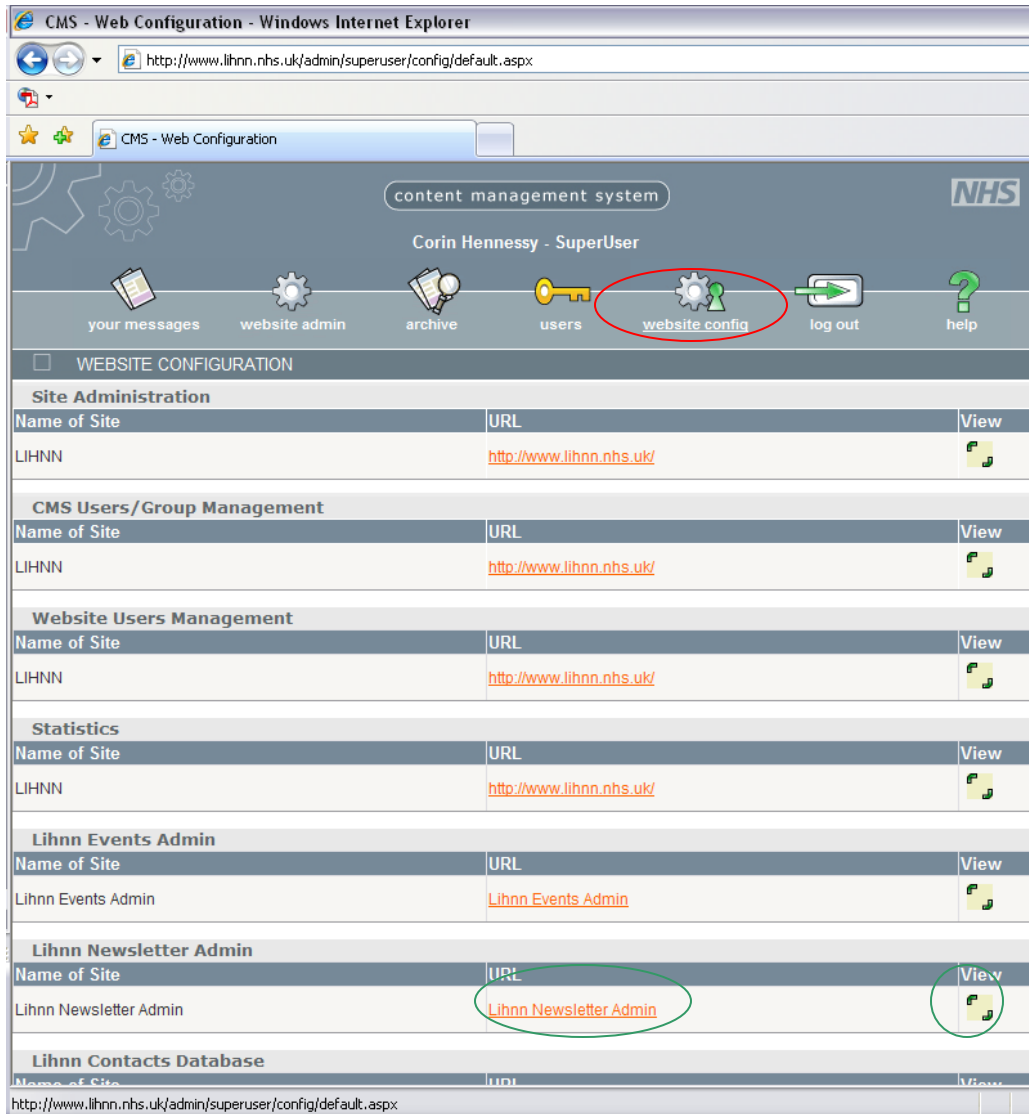 CMS - Web Configuration - Windows Internet Explorer
http://www.lihnn.nhs.uk/admin/superuser/config/default.aspx
CMS - Web Configuration
content management system NHS
Corin Hennessy - SuperUser
your messages website admin archive users website config log out help
WEBSITE CONFIGURATION
Site Administration
Name of Site URL View
LIHNN http://www.lihnn.nhs.uk/
CMS Users/Group Management
Name of Site URL View
LIHNN http://www.lihnn.nhs.uk/
Website Users Management
Name of Site URL View
LIHNN http://www.lihnn.nhs.uk/
Statistics
Name of Site URL View
LIHNN http://www.lihnn.nhs.uk/
Lihnn Events Admin
Name of Site URL View
Lihnn Events Admin Lihnn Events Admin
Lihnn Newsletter Admin
Name of Site URL View
Lihnn Newsletter Admin Lihnn Newsletter Admin
Lihnn Contacts Database
Name of Site URL View
http://www.lihnn.nhs.uk/admin/superuser/config/default.aspx